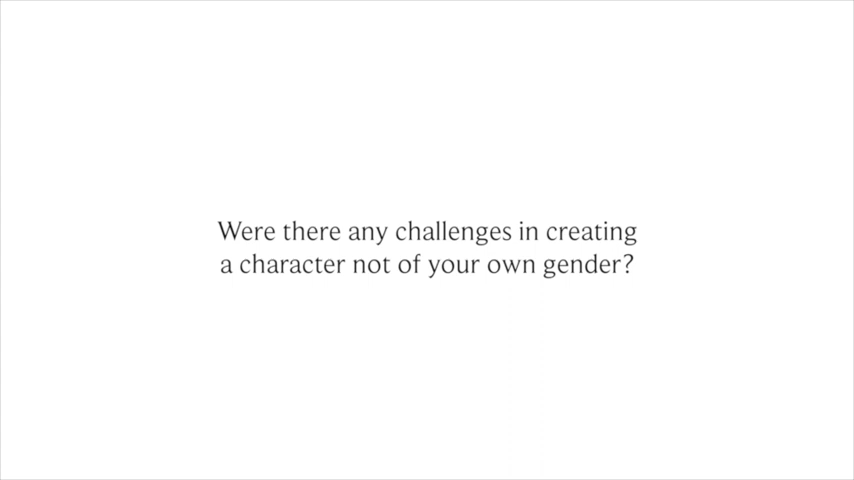 Were there any challenges in creating
a character not of your own gender?